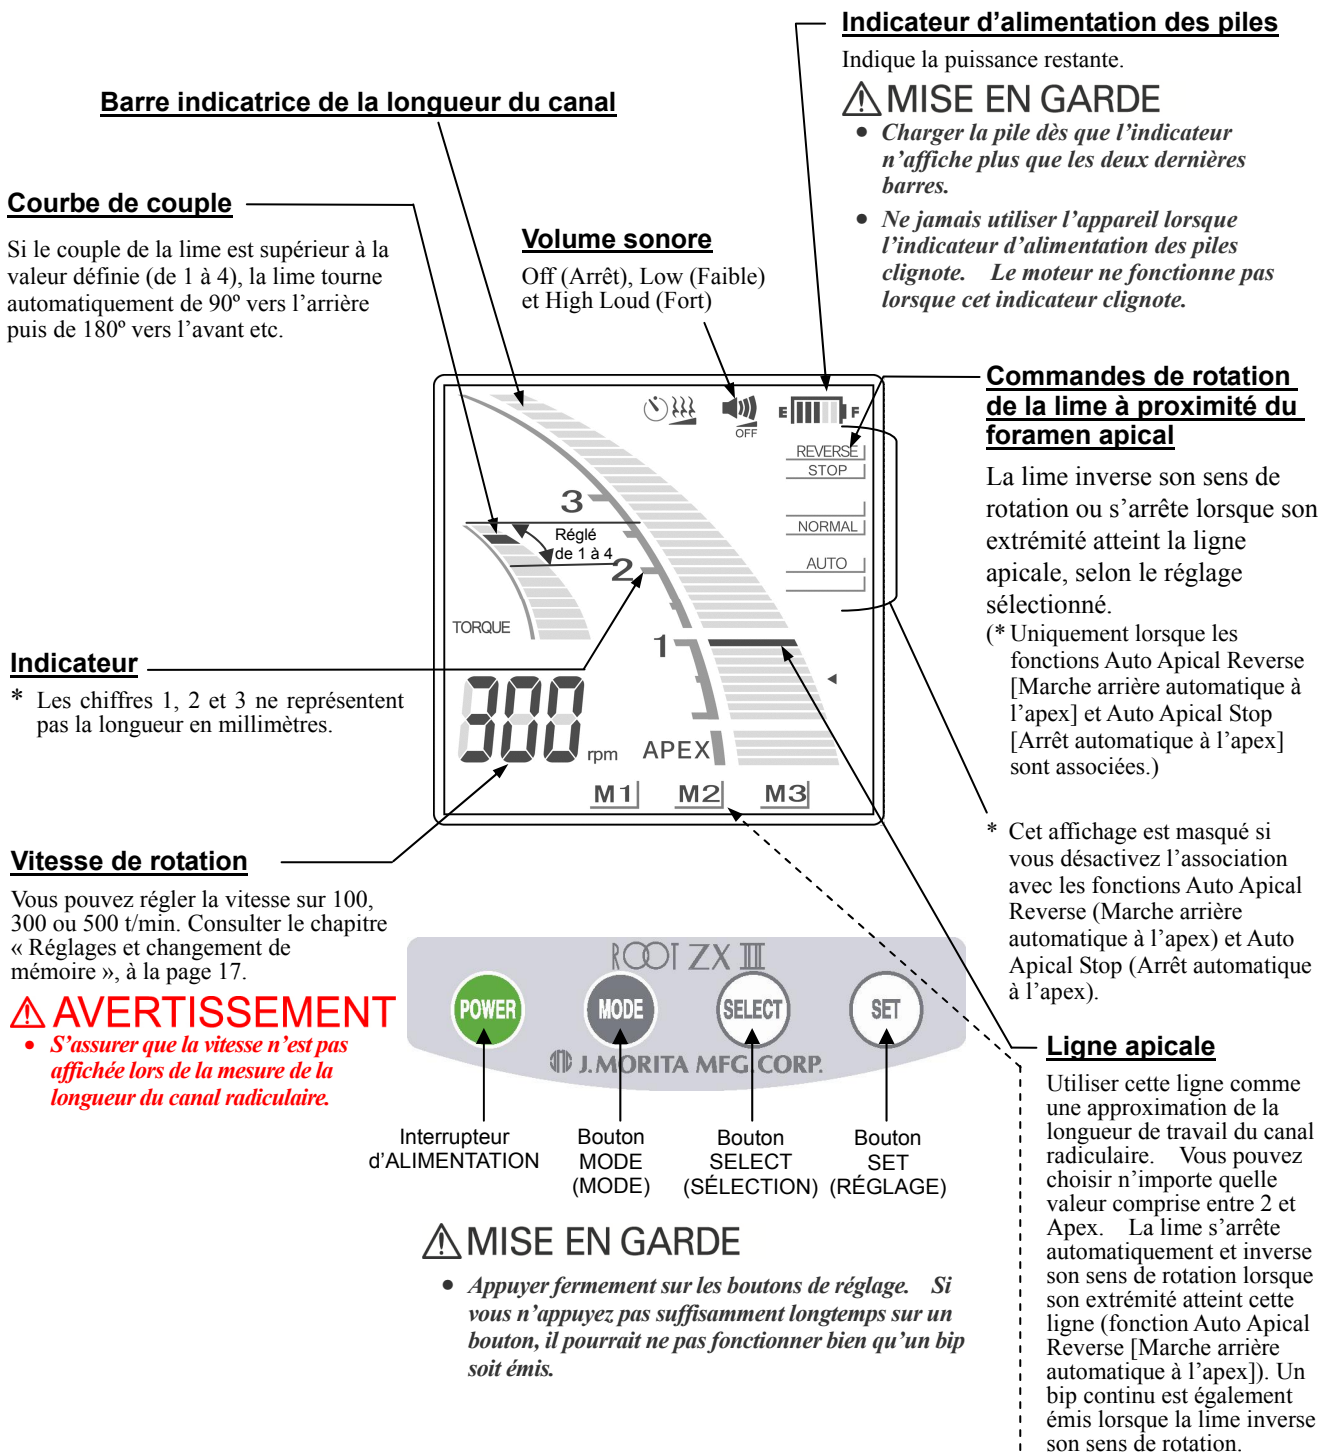 Indicateur d’alimentation des piles
Indique la puissance restante.
⚠ MISE EN GARDE
• Charger la pile dès que l’indicateur
n’affiche plus que les deux dernières
barres.
• Ne jamais utiliser l’appareil lorsque
l’indicateur d’alimentation des piles
clignote. Le moteur ne fonctionne pas
lorsque cet indicateur clignote.
Barre indicatrice de la longueur du canal
Courbe de couple
Si le couple de la lime est supérieur à la
valeur définie (de 1 à 4), la lime tourne
automatiquement de 90º vers l’arrière
puis de 180º vers l’avant etc.
Volume sonore
Off (Arrêt), Low (Faible)
et High Loud (Fort)
Commandes de rotation
de la lime à proximité du
foramen apical
La lime inverse son sens de
rotation ou s’arrête lorsque son
extrémité atteint la ligne
apicale, selon le réglage
sélectionné.
(* Uniquement lorsque les
fonctions Auto Apical Reverse
[Marche arrière automatique à
l’apex] et Auto Apical Stop
[Arrêt automatique à l’apex]
sont associées.)
* Cet affichage est masqué si
vous désactivez l’association
avec les fonctions Auto Apical
Reverse (Marche arrière
automatique à l’apex) et Auto
Apical Stop (Arrêt automatique
à l’apex).
OFF
E F
REVERSE
STOP
NORMAL
AUTO
3
Réglé
de 1 à 4
2
TORQUE
1
300 rpm
APEX
M1 M2 M3
Indicateur
* Les chiffres 1, 2 et 3 ne représentent
pas la longueur en millimètres.
Vitesse de rotation
Vous pouvez régler la vitesse sur 100,
300 ou 500 t/min. Consulter le chapitre
« Réglages et changement de
mémoire », à la page 17.
⚠ AVERTISSEMENT
• S’assurer que la vitesse n’est pas
affichée lors de la mesure de la
longueur du canal radiculaire.
ROOT ZX III
POWER MODE SELECT SET
J. MORITA MFG. CORP.
Interrupteur
d’ALIMENTATION
Bouton
MODE
(MODE)
Bouton
SELECT
(SÉLECTION)
Bouton
SET
(RÉGLAGE)
⚠ MISE EN GARDE
• Appuyer fermement sur les boutons de réglage. Si
vous n’appuyez pas suffisamment longtemps sur un
bouton, il pourrait ne pas fonctionner bien qu’un bip
soit émis.
Ligne apicale
Utiliser cette ligne comme
une approximation de la
longueur de travail du canal
radiculaire. Vous pouvez
choisir n’importe quelle
valeur comprise entre 2 et
Apex. La lime s’arrête
automatiquement et inverse
son sens de rotation lorsque
son extrémité atteint cette
ligne (fonction Auto Apical
Reverse [Marche arrière
automatique à l’apex]). Un
bip continu est également
émis lorsque la lime inverse
son sens de rotation.